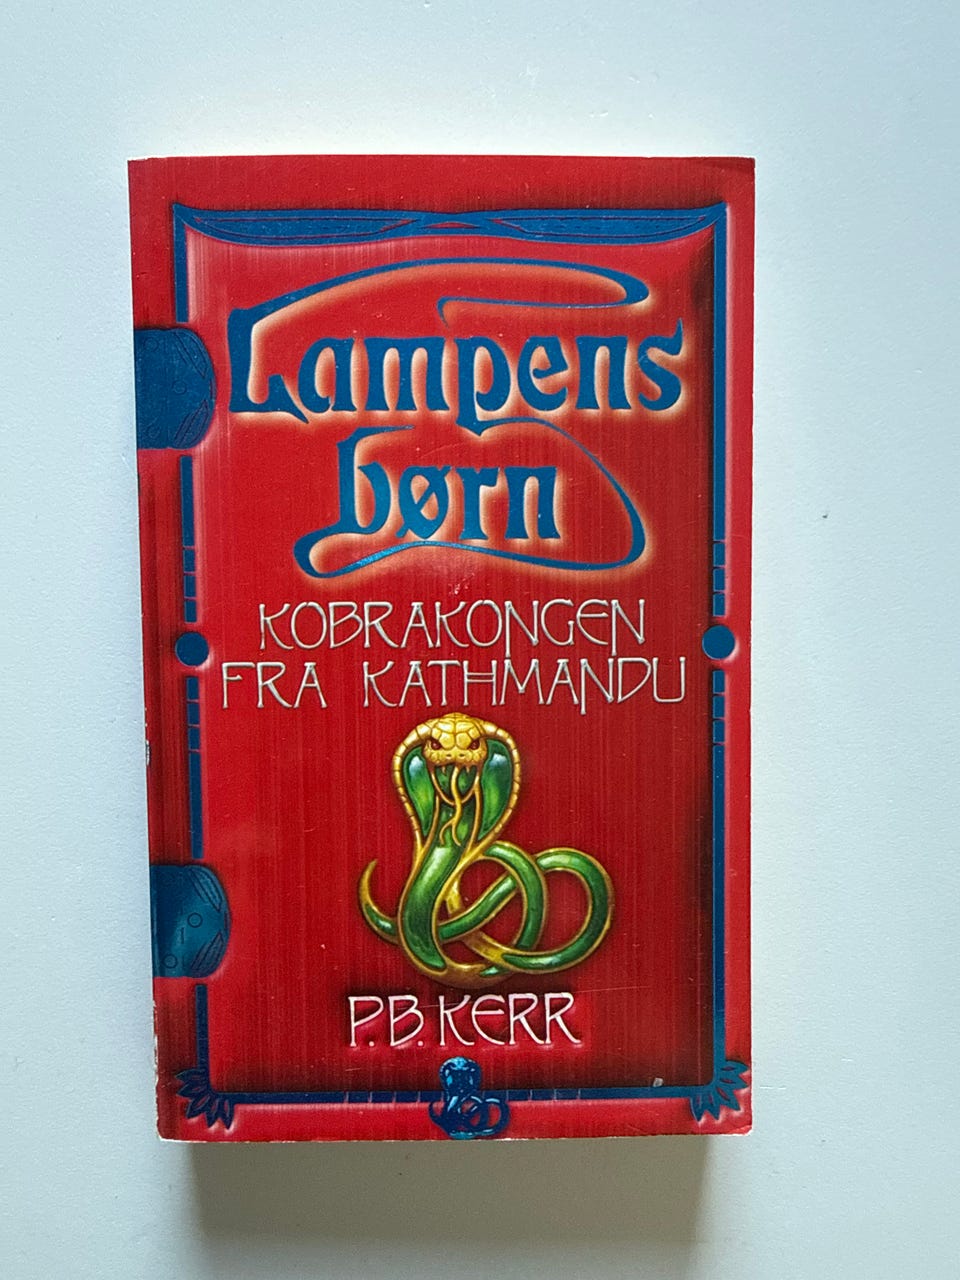 Lampens
børn
KOBRAKONGEN
FRA KATHMANDU
P.B. KERR